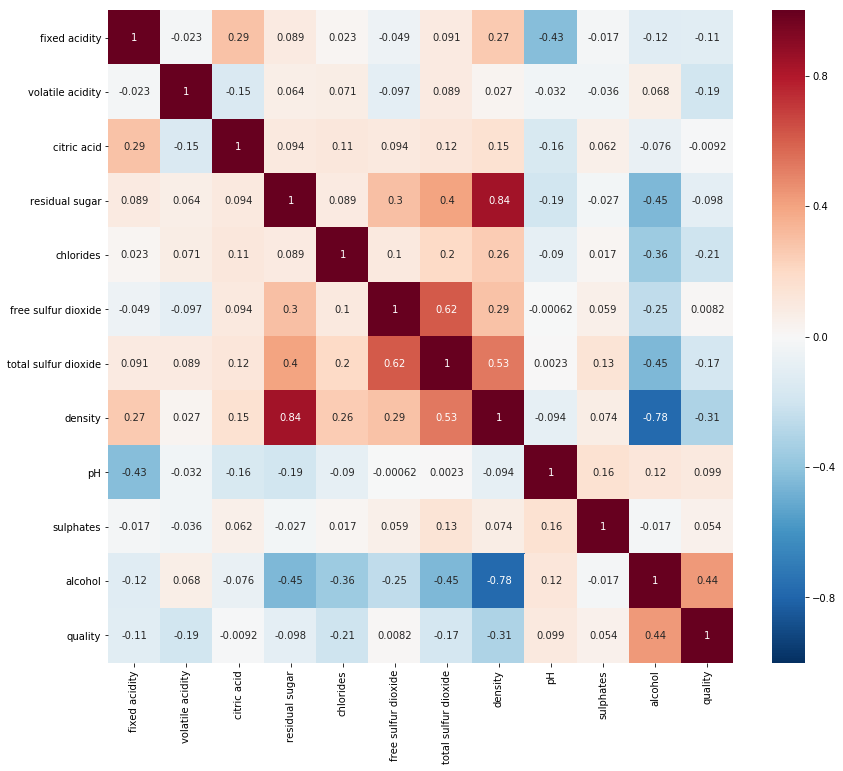 fixed acidity 1 -0.023 0.29 0.089 0.023 -0.049 0.091 0.27 -0.43 -0.017 -0.12 -0.11
volatile acidity -0.023 1 -0.15 0.064 0.071 -0.097 0.089 0.027 -0.032 -0.036 0.068 -0.19
citric acid 0.29 -0.15 1 0.094 0.11 0.094 0.12 0.15 -0.16 0.062 -0.076 -0.0092
residual sugar 0.089 0.064 0.094 1 0.089 0.3 0.4 0.84 -0.19 -0.027 -0.45 -0.098
chlorides 0.023 0.071 0.11 0.089 1 0.1 0.2 0.26 -0.09 0.017 -0.36 -0.21
free sulfur dioxide -0.049 -0.097 0.094 0.3 0.1 1 0.62 0.29 -0.00062 0.059 -0.25 0.0082
total sulfur dioxide 0.091 0.089 0.12 0.4 0.2 0.62 1 0.53 0.0023 0.13 -0.45 -0.17
density 0.27 0.027 0.15 0.84 0.26 0.29 0.53 1 -0.094 0.074 -0.78 -0.31
pH -0.43 -0.032 -0.16 -0.19 -0.09 -0.00062 0.0023 -0.094 1 0.16 0.12 0.099
sulphates -0.017 -0.036 0.062 -0.027 0.017 0.059 0.13 0.074 0.16 1 -0.017 0.054
alcohol -0.12 0.068 -0.076 -0.45 -0.36 -0.25 -0.45 -0.78 0.12 -0.017 1 0.44
quality -0.11 -0.19 -0.0092 -0.098 -0.21 0.0082 -0.17 -0.31 0.099 0.054 0.44 1
fixed acidity
volatile acidity
citric acid
residual sugar
chlorides
free sulfur dioxide
total sulfur dioxide
density
pH
sulphates
alcohol
quality
0.8
0.4
0.0
−0.4
−0.8